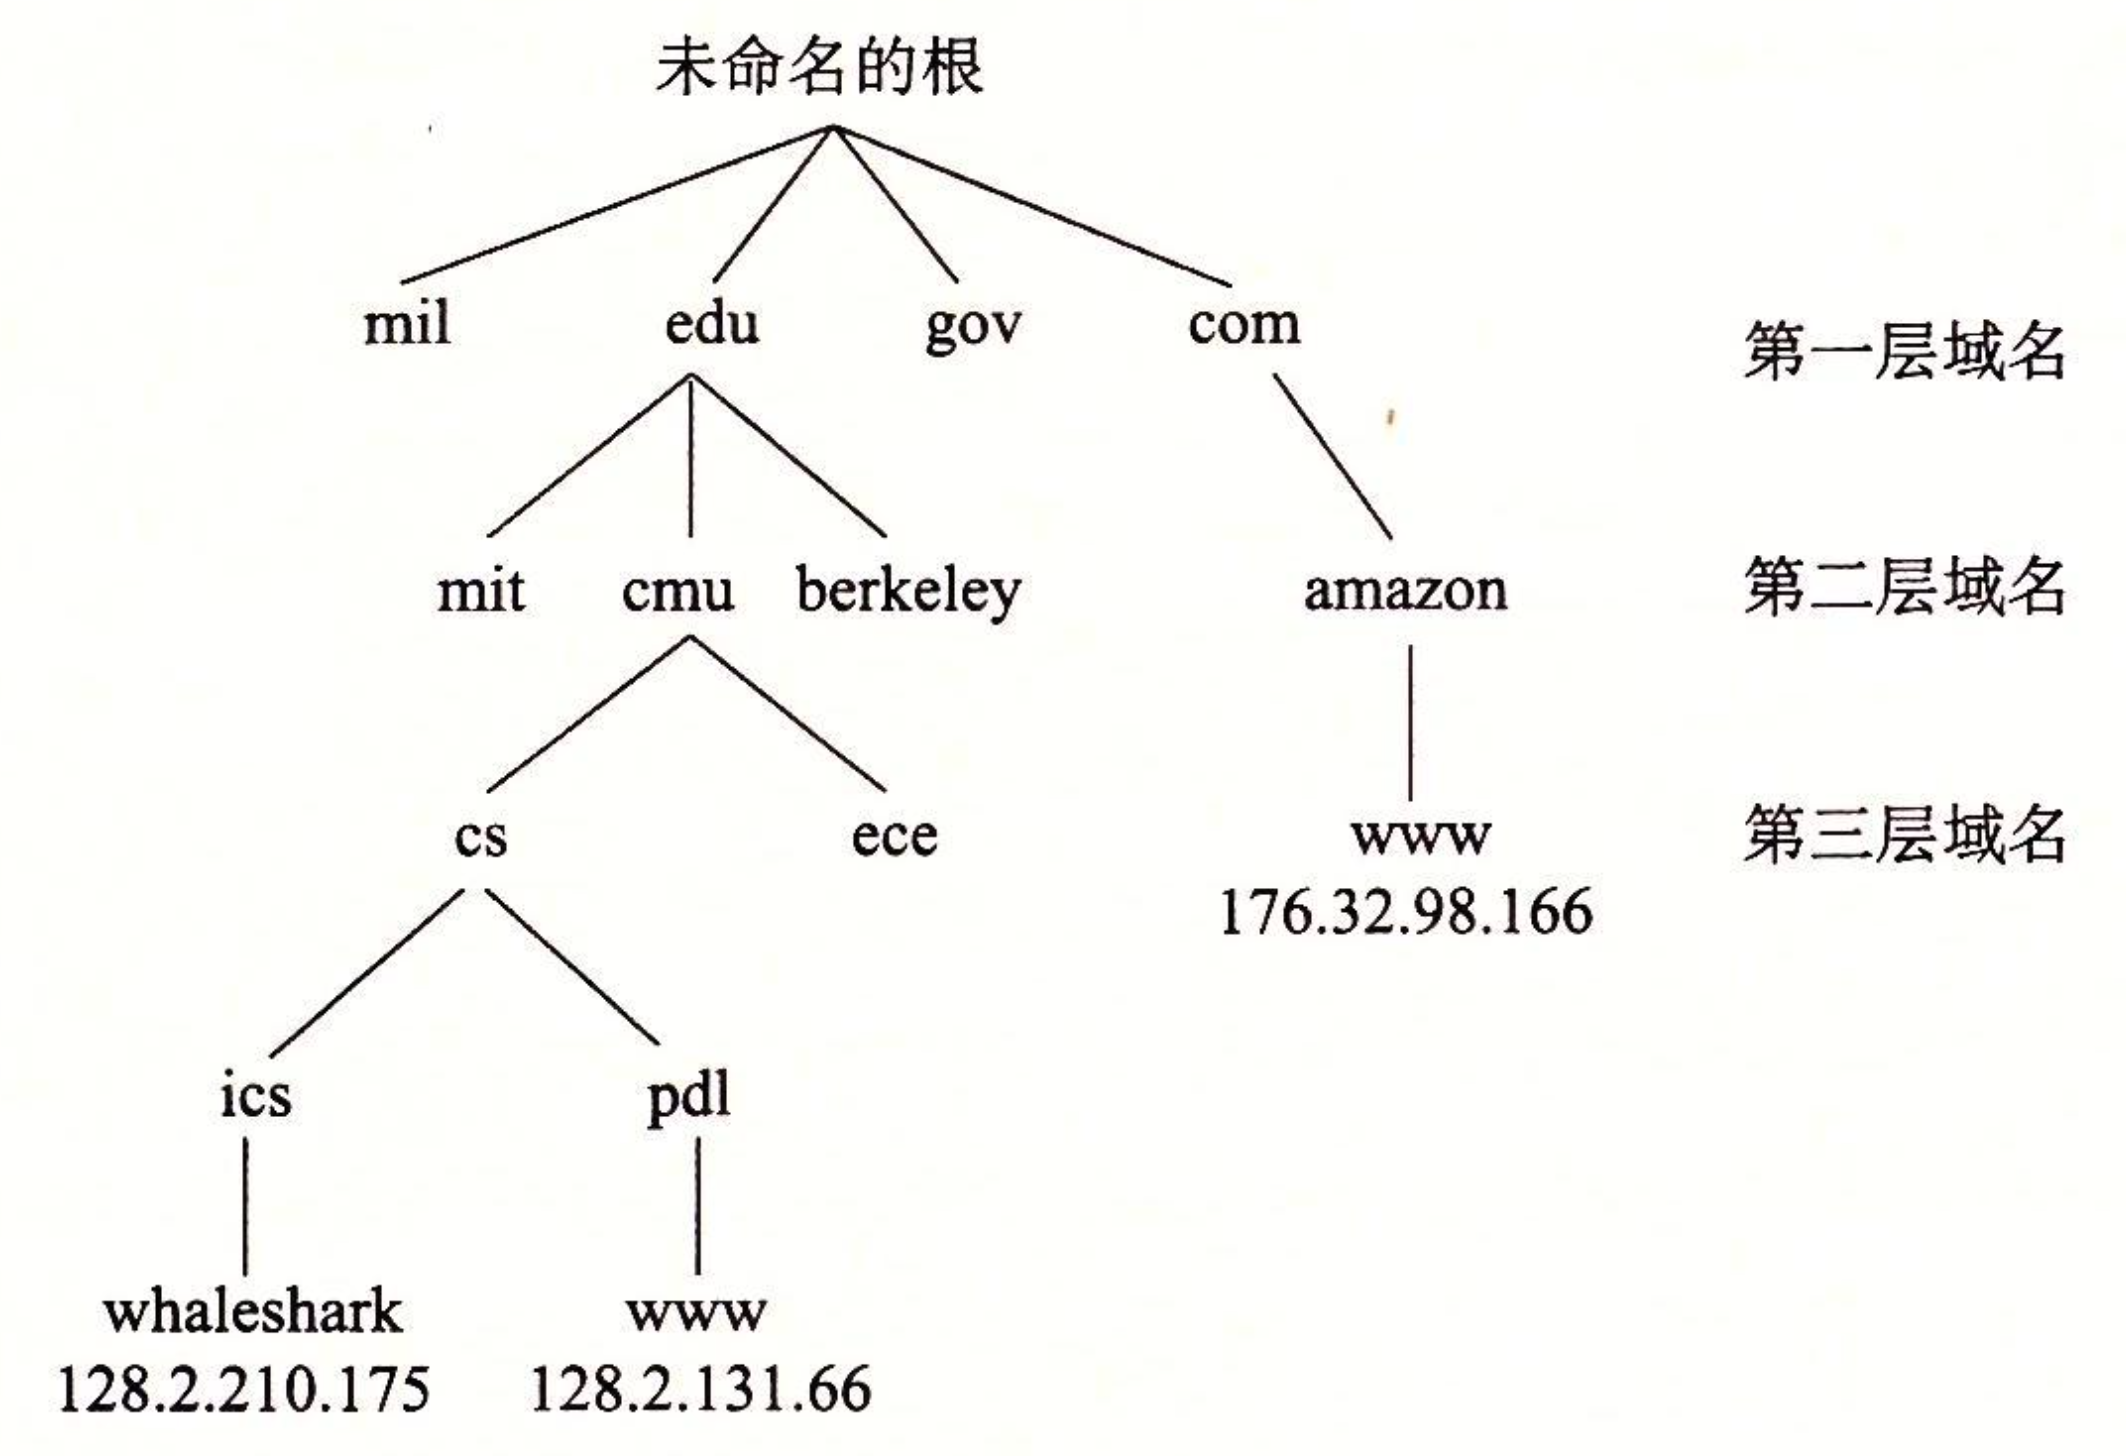 未命名的根
mil edu gov com 第一层域名
mit cmu berkeley amazon 第二层域名
cs ece www 第三层域名
176.32.98.166
ics pdl
whaleshark www
128.2.210.175 128.2.131.66